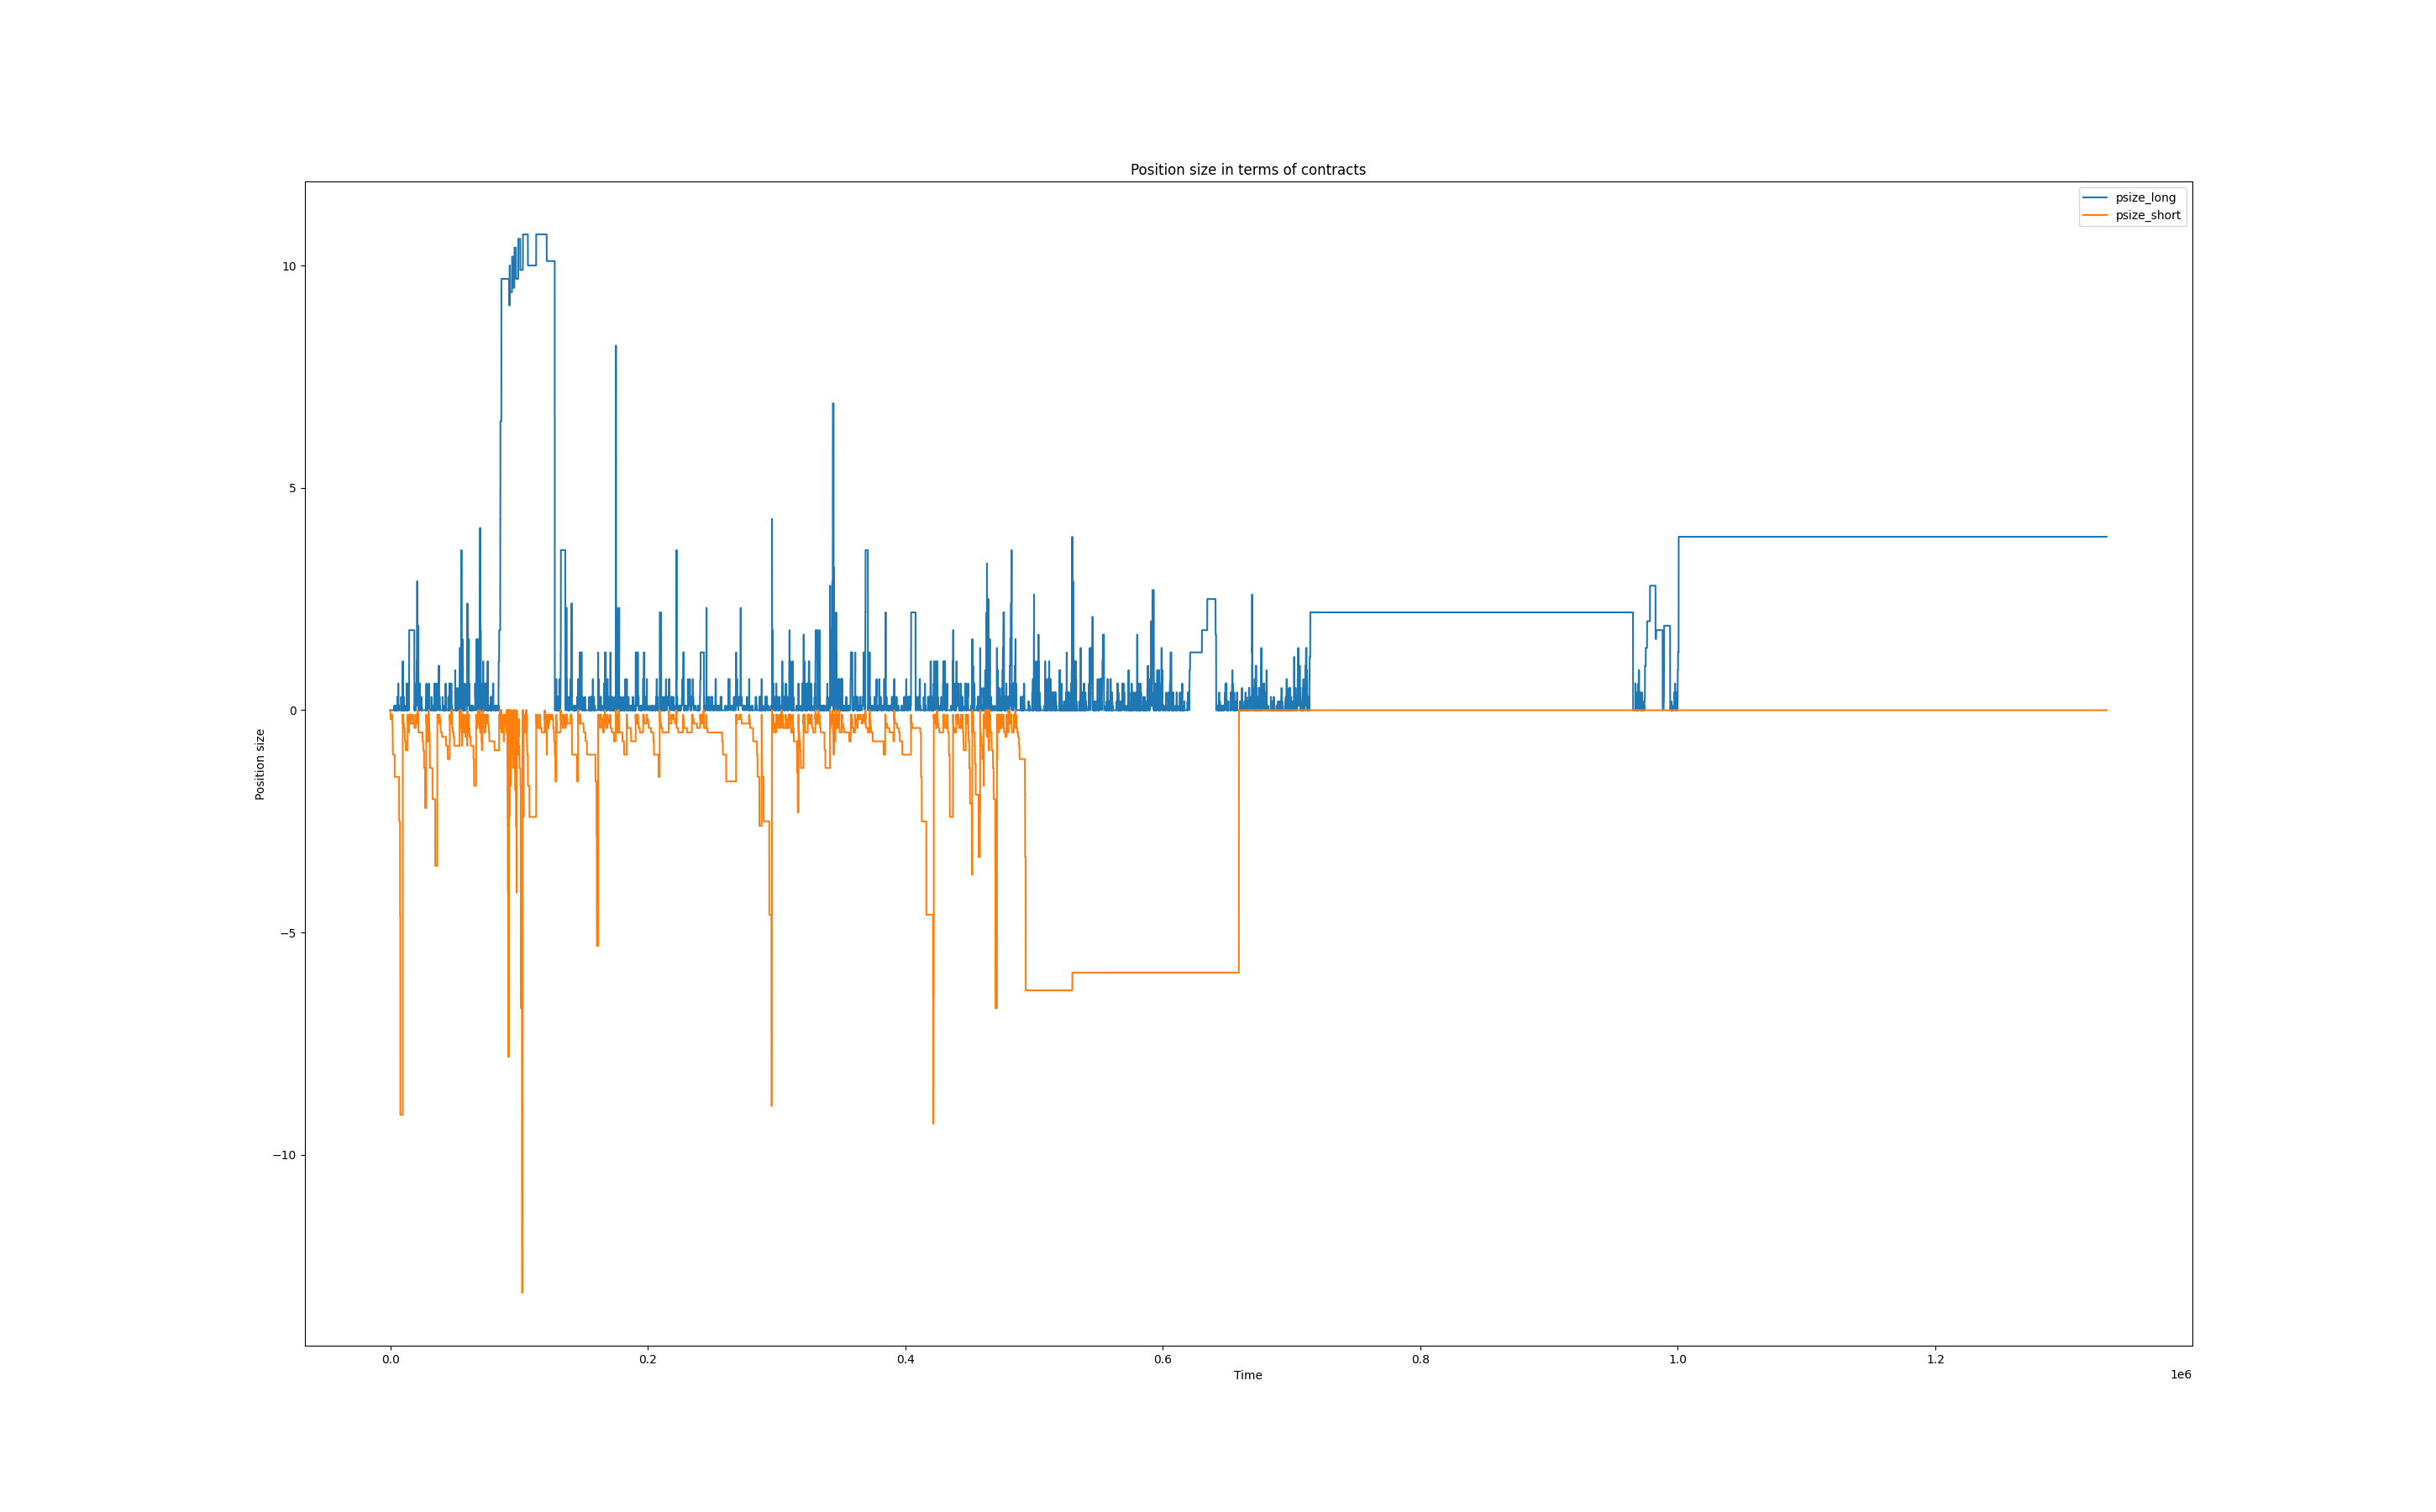 Position size in terms of contracts
psize_long
psize_short
Position size
10
5
0
−5
−10
0.0 0.2 0.4 0.6 0.8 1.0 1.2
Time
1e6